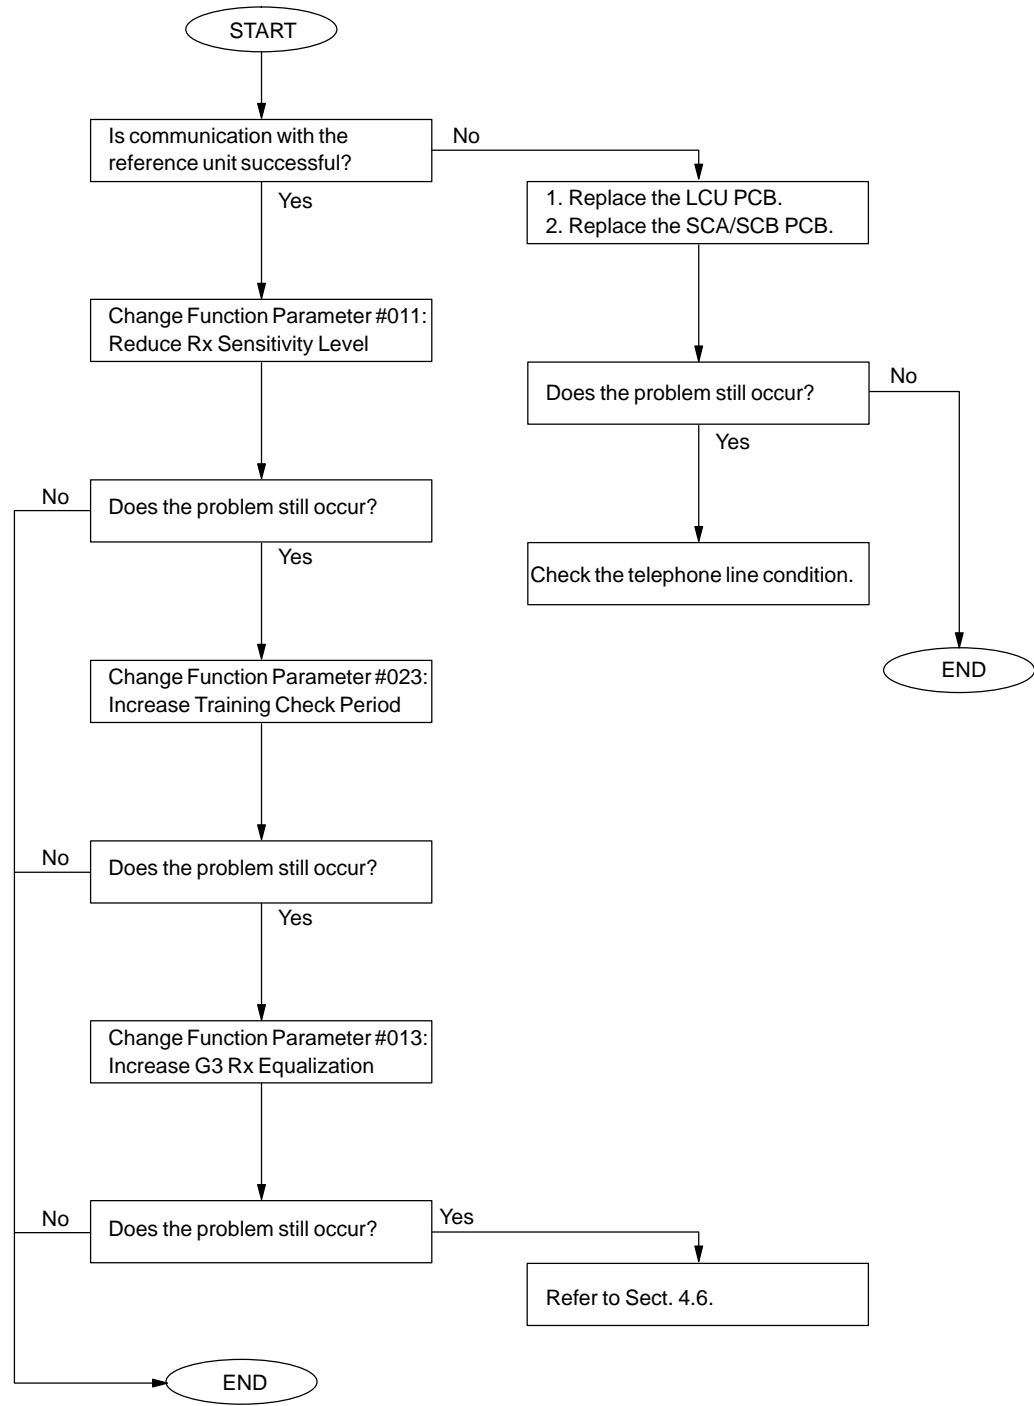 START
Is communication with the
reference unit successful?
No
Yes
1. Replace the LCU PCB.
2. Replace the SCA/SCB PCB.
Change Function Parameter #011:
Reduce Rx Sensitivity Level
Does the problem still occur?
No
Yes
No
Does the problem still occur?
Yes
Check the telephone line condition.
Change Function Parameter #023:
Increase Training Check Period
END
No
Does the problem still occur?
Yes
Change Function Parameter #013:
Increase G3 Rx Equalization
No
Does the problem still occur?
Yes
Refer to Sect. 4.6.
END